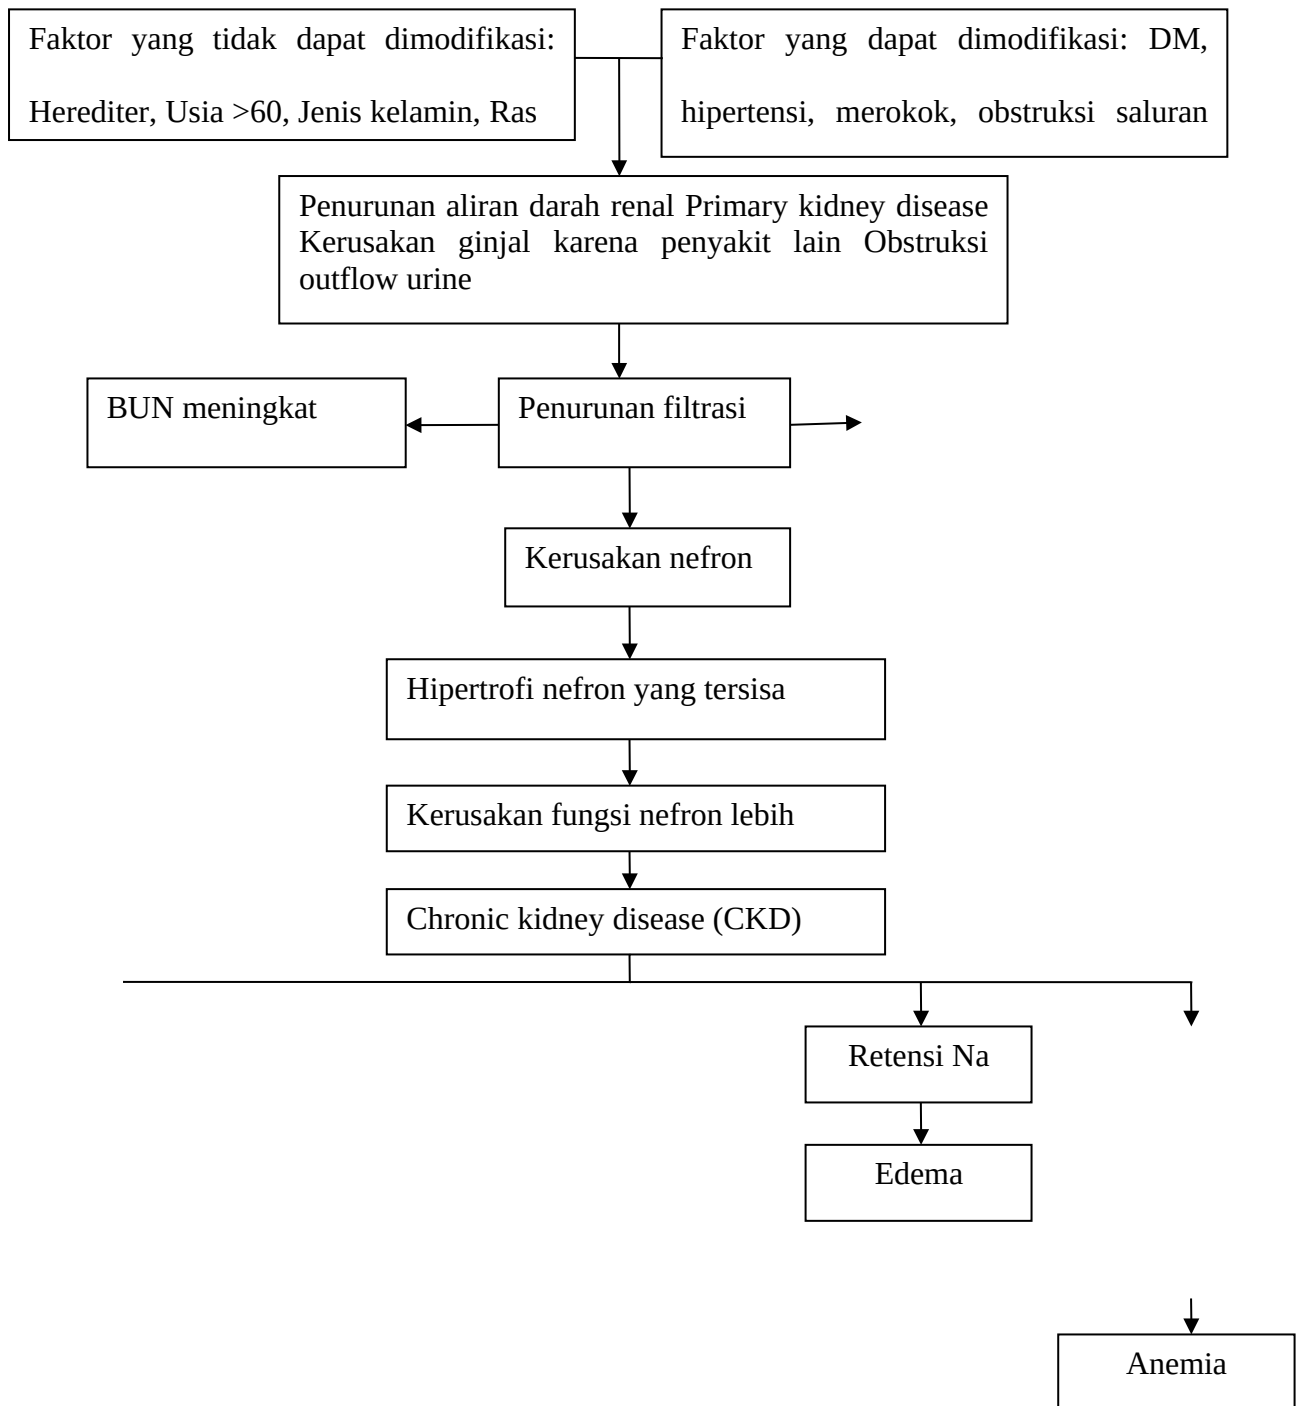 Faktor yang tidak dapat dimodifikasi:
Herediter, Usia >60, Jenis kelamin, Ras
Faktor yang dapat dimodifikasi: DM,
hipertensi, merokok, obstruksi saluran
Penurunan aliran darah renal Primary kidney disease
Kerusakan ginjal karena penyakit lain Obstruksi
outflow urine
BUN meningkat
Penurunan filtrasi
Kerusakan nefron
Hipertrofi nefron yang tersisa
Kerusakan fungsi nefron lebih
Chronic kidney disease (CKD)
Retensi Na
Edema
Anemia